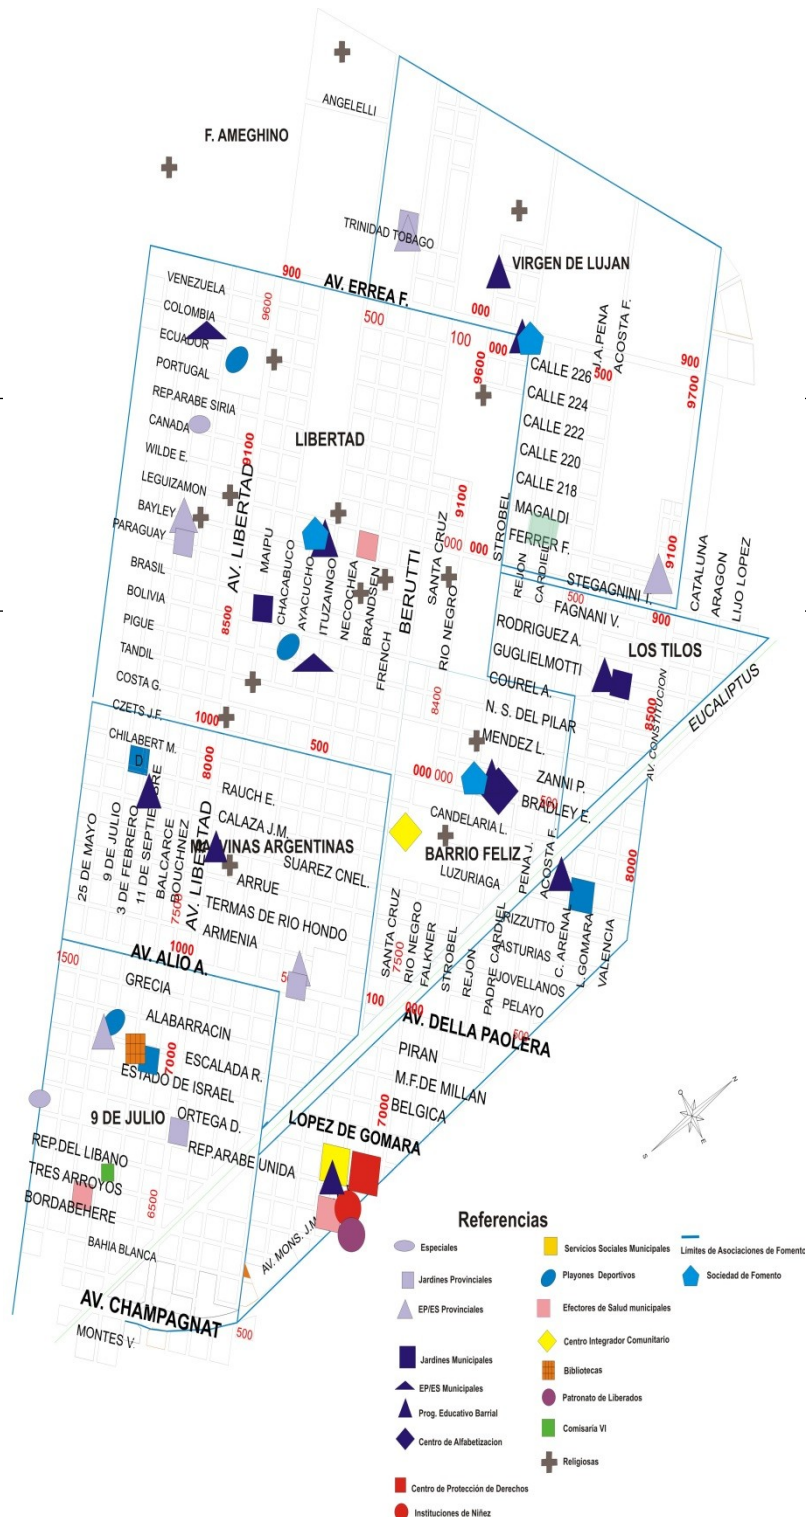 ANGELELLI
F. AMEGHINO
TRINIDAD TOBAGO
VIRGEN DE LUJAN
VENEZUELA
900
AV. ERREA F.
COLOMBIA
9600
500
000
100
000
J.A.PENA
ACOSTA F.
ECUADOR
9600
CALLE 226
500
900
9700
PORTUGAL
CALLE 224
REP.ARABE SIRIA
CALLE 222
CANADA
9100
LIBERTAD
CALLE 220
WILDE E.
CALLE 218
LEGUIZAMON
9100
MAGALDI
BAYLEY
STROBEL
FERRER F.
9100
PARAGUAY
AV. LIBERTAD
MAIPU
CHACABUCO
AYACUCHO
ITUZAINGO
NECOCHEA
BRANDSEN
FRENCH
BERUTTI
SANTA CRUZ
RIO NEGRO
000
000
REJON
STEGAGNINI I.
500
CATALUNA
ARAGON
LIJO LOPEZ
BRASIL
FAGNANI V.
900
BOLIVIA
8500
RODRIGUEZ A.
LOS TILOS
PIGUE
GUGLIELMOTTI
TANDIL
COUREL A.
AV. CONSTITUCION
8500
EUCALIPTUS
COSTA G.
8400
N. S. DEL PILAR
CZETS J.F.
1000
500
MENDEZ L.
CHILABERT M.
8000
D
000
000
ZANNI P.
RAUCH E.
500
BRADLEY E.
CALAZA J.M.
CANDELARIA L.
25 DE MAYO
9 DE JULIO
3 DE FEBRERO
11 DE SEPTIEMBRE
BALCARCE
BOUCHNEZ
7500
AV. LIBERTAD
SUAREZ CNEL.
BARRIO FELIZ
PENA J.
ACOSTA F.
8000
ARRUE
LUZURIAGA
TERMAS DE RIO HONDO
SANTA CRUZ
7500
RIO NEGRO
FALKNER
STROBEL
REJON
PADRE CARDIEL
RIZZUTTO
C. ARENAL
L.GOMARA
VALENCIA
ARMENIA
ASTURIAS
1500
AV. ALIO A.
1000
JOVELLANOS
GRECIA
100
000
PELAYO
AV. DELLA PAOLERA
500
ALABARRACIN
PIRAN
7000
ESCALADA R.
M.F.DE MILLAN
ESTADO DE ISRAEL
BELGICA
7000
9 DE JULIO
ORTEGA D.
LOPEZ DE GOMARA
REP.DEL LIBANO
REP.ARABE UNIDA
TRES ARROYOS
BORDABEHERE
6500
AV. MONS. J.M.
BAHIA BLANCA
AV. CHAMPAGNAT
MONTES V.
500
N
O
E
S
Referencias
Especiales
Jardines Provinciales
EP/ES Provinciales
Jardines Municipales
EP/ES Municipales
Prog. Educativo Barrial
Centro de Alfabetizacion
Centro de Protección de Derechos
Instituciones de Niñez
Servicios Sociales Municipales
Playones Deportivos
Efectores de Salud municipales
Centro Integrador Comunitario
Bibliotecas
Patronato de Liberados
Comisaría VI
Religiosas
Límites de Asociaciones de Fomento
Sociedad de Fomento